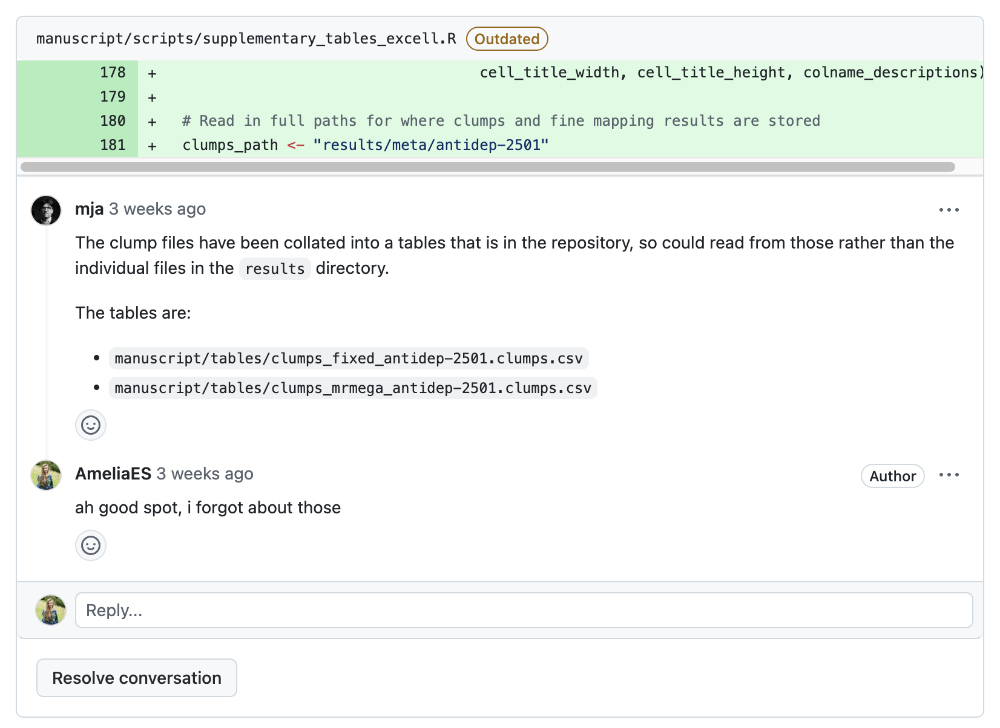 manuscript/scripts/supplementary_tables_excell.R Outdated
178 + cell_title_width, cell_title_height, colname_descriptions)
179 +
180 + # Read in full paths for where clumps and fine mapping results are stored
181 + clumps_path <- "results/meta/antidep-2501"
mja 3 weeks ago
The clump files have been collated into a tables that is in the repository, so could read from those rather than the
individual files in the results directory.
The tables are:
• manuscript/tables/clumps_fixed_antidep-2501.clumps.csv
• manuscript/tables/clumps_mrmega_antidep-2501.clumps.csv
AmeliaES 3 weeks ago Author
ah good spot, i forgot about those
Reply...
Resolve conversation